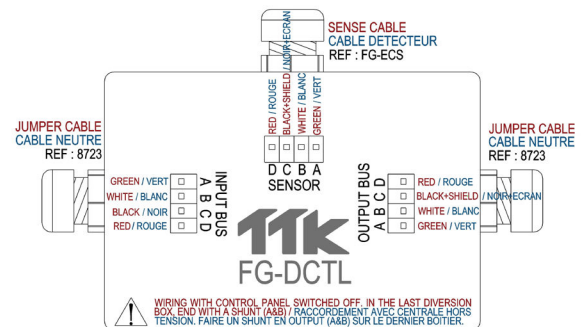 SENSE CABLE
CABLE DETECTEUR
REF : FG-ECS
RED / ROUGE
BLACK+SHIELD / NOIR+ECRAN
WHITE / BLANC
GREEN / VERT
D C B A
SENSOR
JUMPER CABLE
CABLE NEUTRE
REF : 8723
GREEN / VERT
WHITE / BLANC
BLACK / NOIR
RED/ ROUGE
A B C D
INPUT BUS
OUTPUT BUS
A B C D
RED / ROUGE
BLACK+SHIELD / NOIR+ECRAN
WHITE / BLANC
GREEN / VERT
JUMPER CABLE
CABLE NEUTRE
REF : 8723
TTK
FG-DCTL
WIRING WITH CONTROL PANEL SWITCHED OFF. IN THE LAST DIVERSION
BOX, END WITH A SHUNT (A&B) / RACCORDEMENT AVEC CENTRALE HORS
TENSION. FAIRE UN SHUNT EN OUTPUT (A&B) SUR LE DERNIER BOITIER.